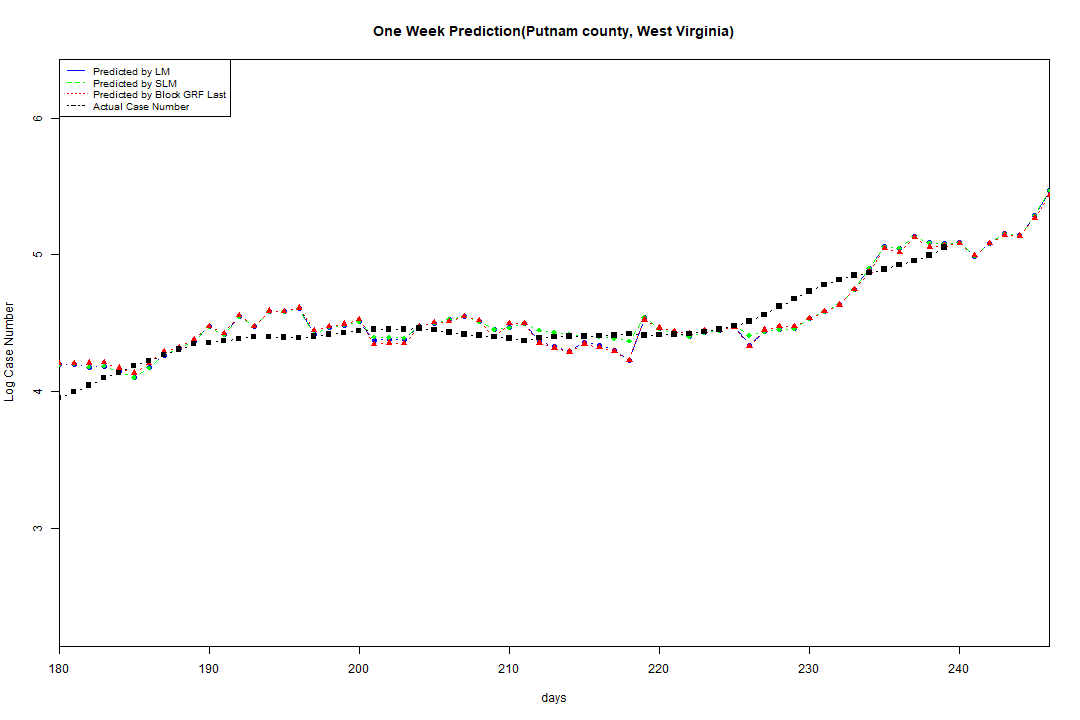 One Week Prediction(Putnam county, West Virginia)
Predicted by LM
Predicted by SLM
Predicted by Block GRF Last
Actual Case Number
6
5
4
3
Log Case Number
180 190 200 210 220 230 240
days